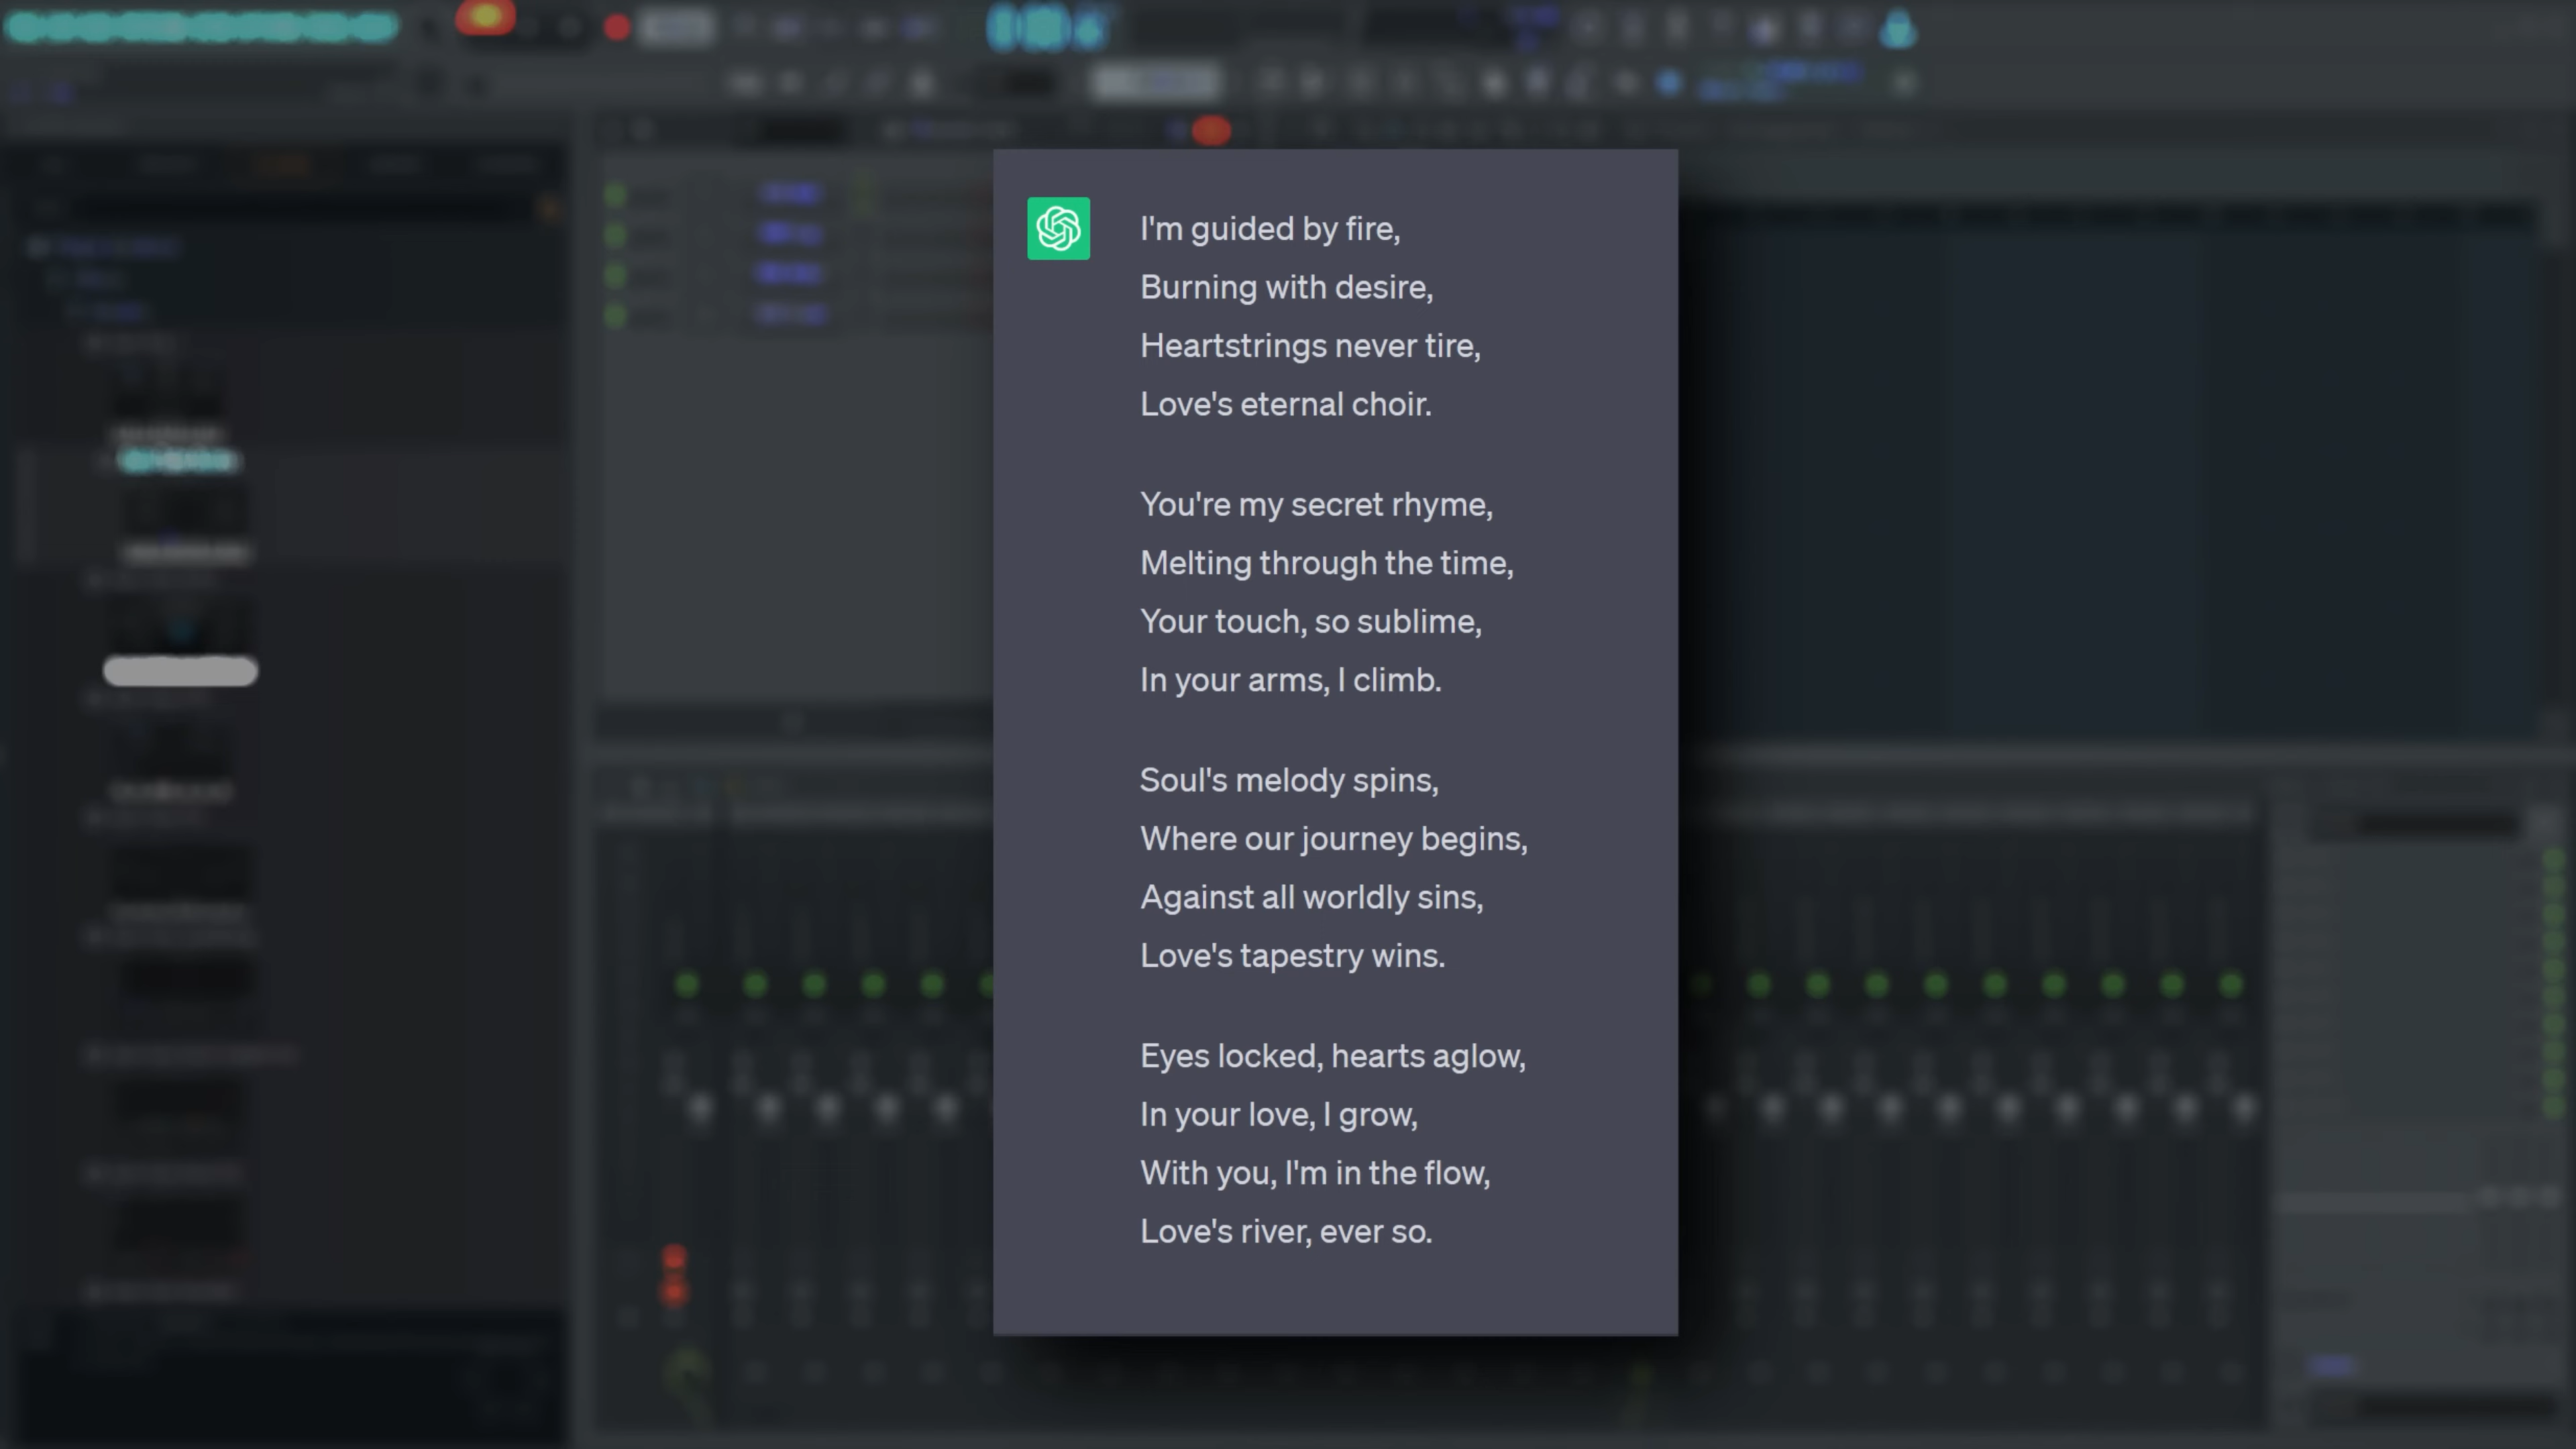 I'm guided by fire,
Burning with desire,
Heartstrings never tire,
Love's eternal choir.
You're my secret rhyme,
Melting through the time,
Your touch, so sublime,
In your arms, I climb.
Soul's melody spins,
Where our journey begins,
Against all worldly sins,
Love's tapestry wins.
Eyes locked, hearts aglow,
In your love, I grow,
With you, I'm in the flow,
Love's river, ever so.